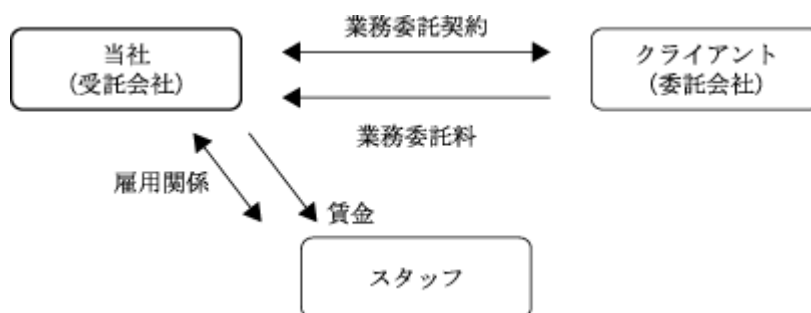 業務委託契約
当社
(受託会社)
クライアント
(委託会社)
業務委託料
雇用関係
賃金
スタッフ